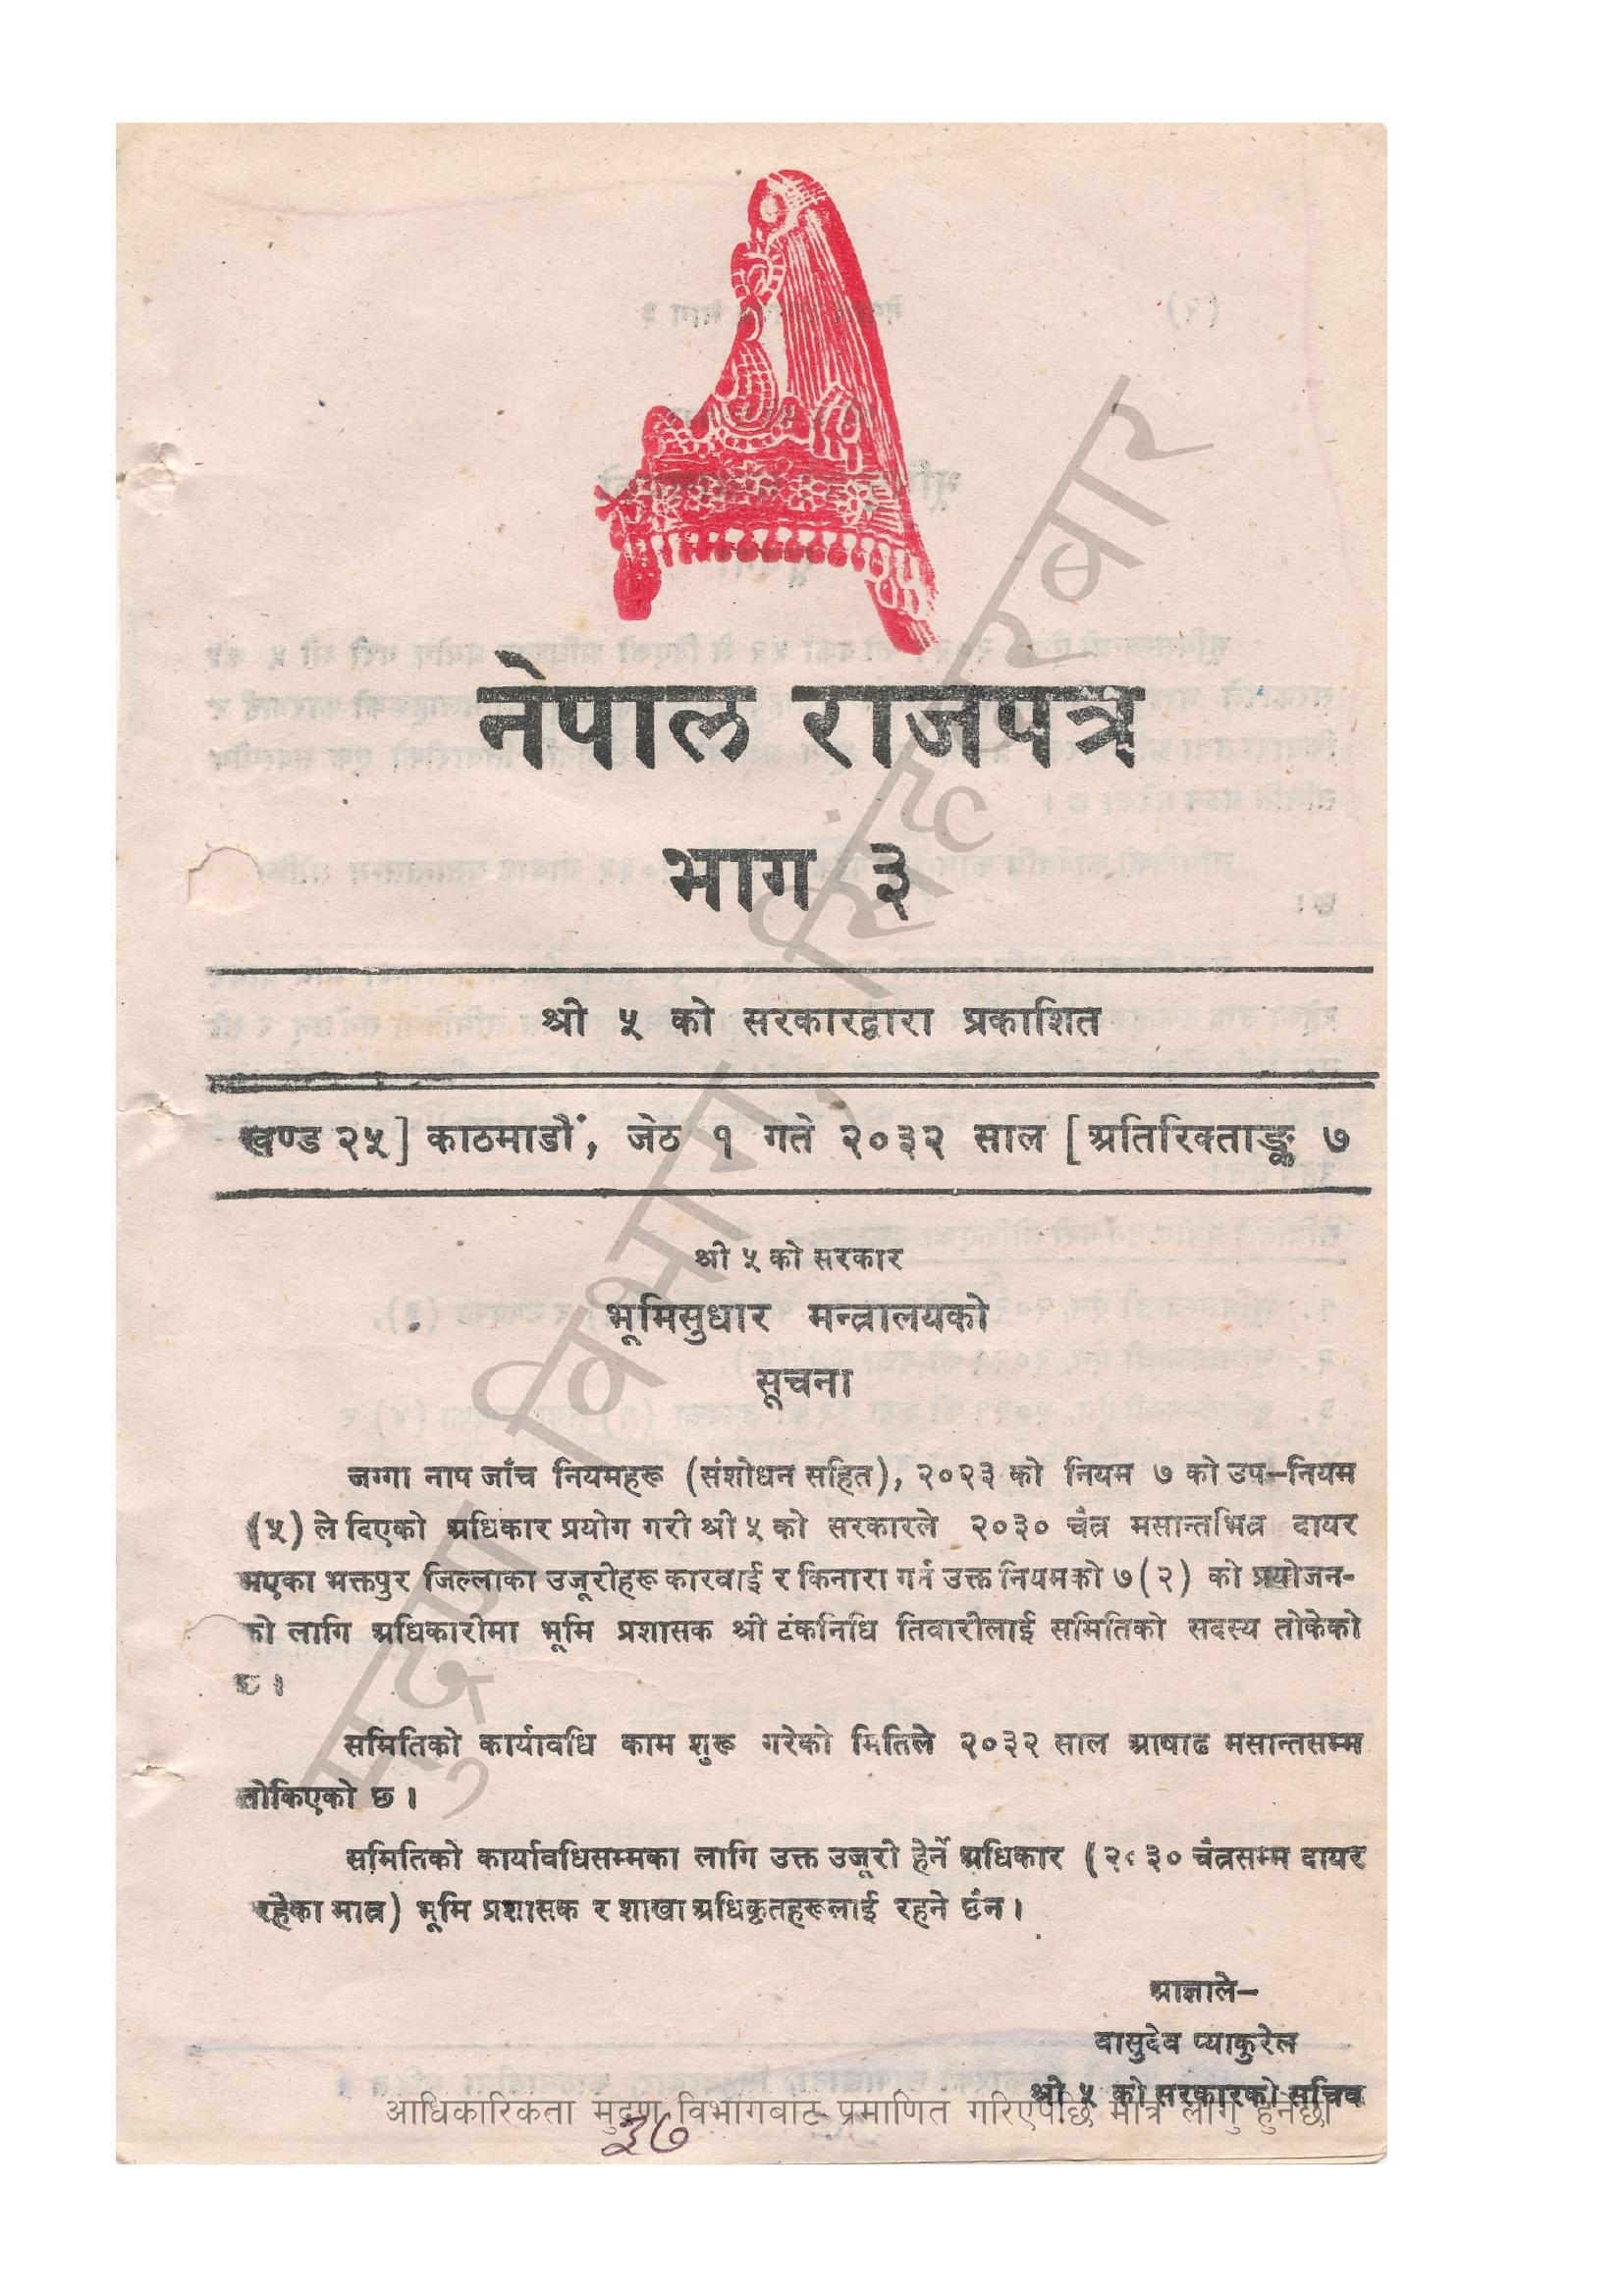 नेपाल राजपत्र
भाग ३
श्री ५ को सरकारद्वारा प्रकाशित
खण्ड २५] काठमाडौं, जेठ १ गते २०३२ साल [अतिरिक्ताङ्क ७
श्री ५ को सरकार
भूमिसुधार मन्त्रालयको
सूचना
जग्गा नाप जाँच नियमहरू (संशोधन सहित), २०२३ को नियम ७ को उप–नियम
(५) ले दिएको अधिकार प्रयोग गरी श्री ५ को सरकारले २०३० चैत्र मसान्तभित्र दायर
भएका भक्तपुर जिल्लाका उजूरीहरू कारवाई र किनारा गर्न उक्त नियमको ७(२) को प्रयोजन-
को लागि अधिकारीमा भूमि प्रशासक श्री टंकनिधि तिवारीलाई समितिको सदस्य तोकेको
छ ।
समितिको कार्यावधि काम शुरू गरेको मितिले २०३२ साल आषाढ मसान्तसम्म
तोकिएको छ ।
समितिको कार्यावधिसम्मका लागि उक्त उजूरी हेर्ने अधिकार (२०३० चैत्रसम्म दायर
रहेका मात्र) भूमि प्रशासक र शाखा अधिकृतहरूलाई रहने छैन ।
आज्ञाले–
वासुदेव प्याकुरेल
श्री ५ को सरकारको सचिव
आधिकारिकता मुद्रण विभागबाट प्रमाणित गरिएपछि मात्र लागु हुनेछ।
३७
मुद्रण विभाग, सिंहदरबार